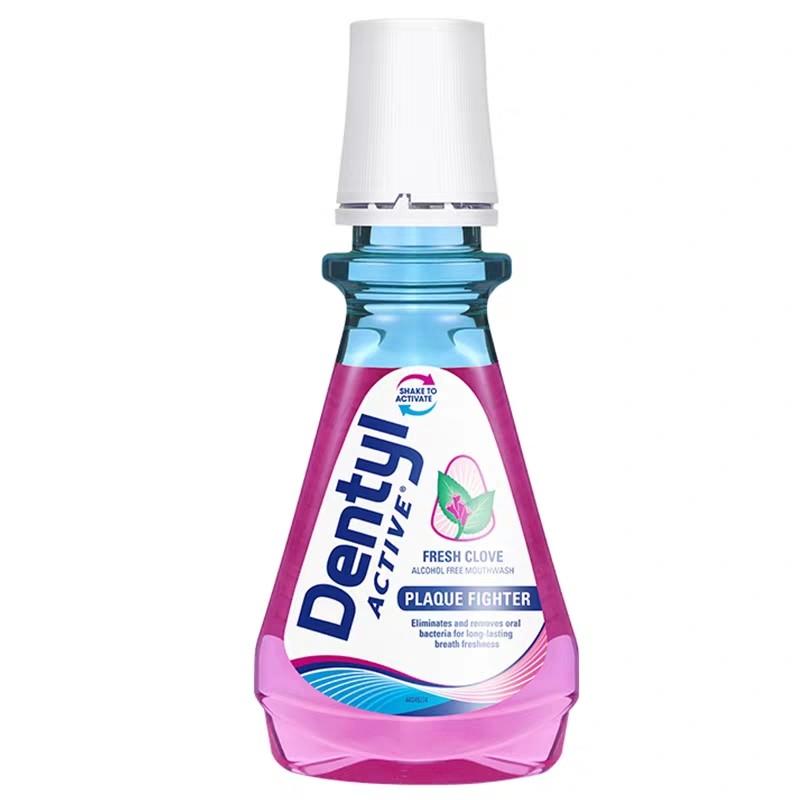 SHAKE TO
ACTIVATE
Dentyl
ACTIVE®
FRESH CLOVE
ALCOHOL FREE MOUTHWASH
PLAQUE FIGHTER
Eliminates and removes oral
bacteria for long-lasting
breath freshness